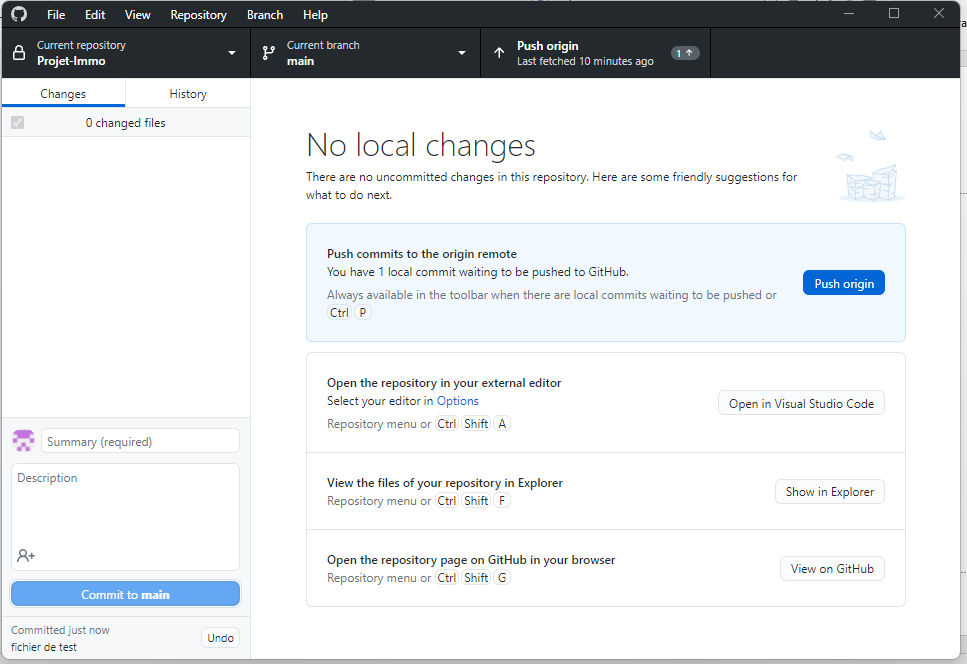 File Edit View Repository Branch Help
Current repository
Projet-Immo
Current branch
main
Push origin
Last fetched 10 minutes ago
1
Changes History
0 changed files
No local changes
There are no uncommitted changes in this repository. Here are some friendly suggestions for
what to do next.
Push commits to the origin remote
You have 1 local commit waiting to be pushed to GitHub.
Always available in the toolbar when there are local commits waiting to be pushed or
Ctrl P
Push origin
Open the repository in your external editor
Select your editor in Options
Repository menu or Ctrl Shift A
Open in Visual Studio Code
View the files of your repository in Explorer
Repository menu or Ctrl Shift F
Show in Explorer
Open the repository page on GitHub in your browser
Repository menu or Ctrl Shift G
View on GitHub
Summary (required)
Description
Commit to main
Committed just now
fichier de test
Undo